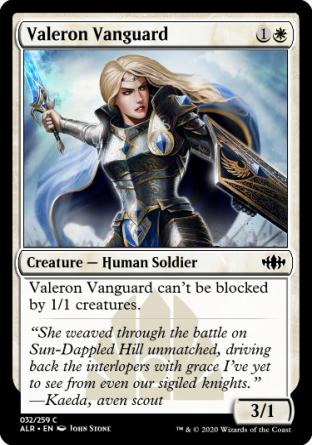 Valeron Vanguard 1
Creature — Human Soldier
Valeron Vanguard can't be blocked
by 1/1 creatures.
“She weaved through the battle on
Sun-Dappled Hill unmatched, driving
back the interlopers with grace I've yet
to see from even our sigiled knights.”
—Kaeda, aven scout
3/1
032/259 C
ALR • EN JOHN STONE
™ & © 2020 Wizards of the Coast